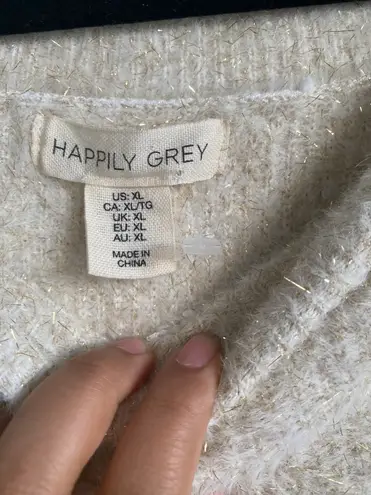 HAPPILY GREY
US: XL
CA: XL/TG
UK: XL
EU: XL
AU: XL
MADE IN
CHINA